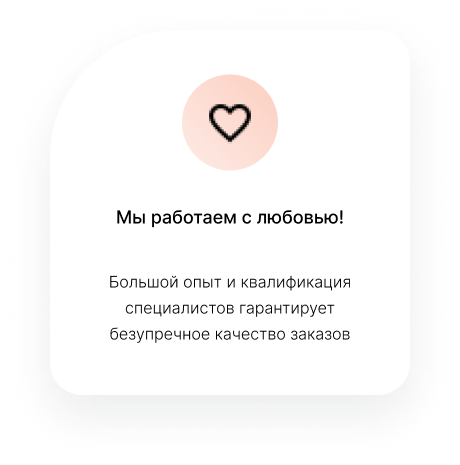 Мы работаем с любовью!
Большой опыт и квалификация
специалистов гарантирует
безупречное качество заказов